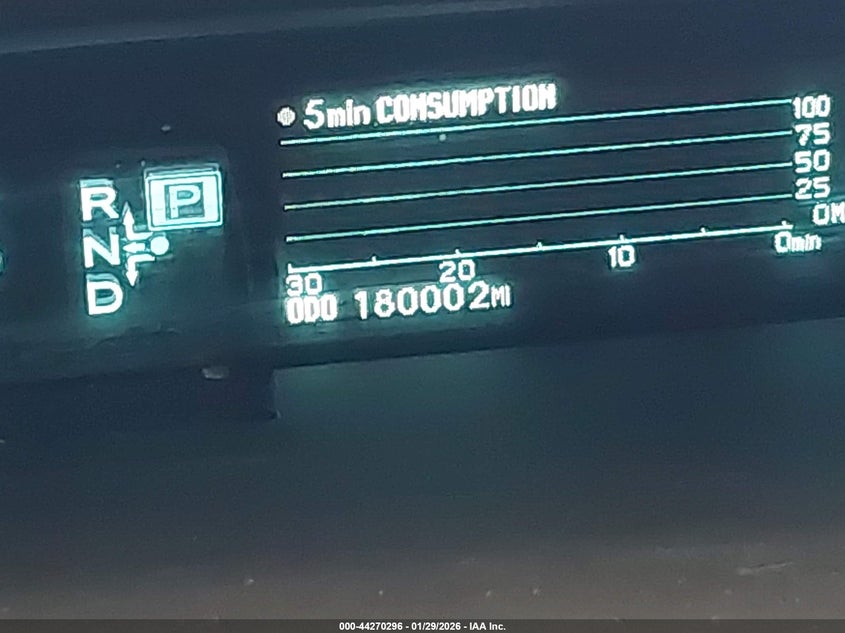 5min CONSUMPTION
100
75
50
25
0M
30 20 10 0min
ODO 180002MI
R P
N
D
000-44270296 - 01/29/2026 - IAA Inc.